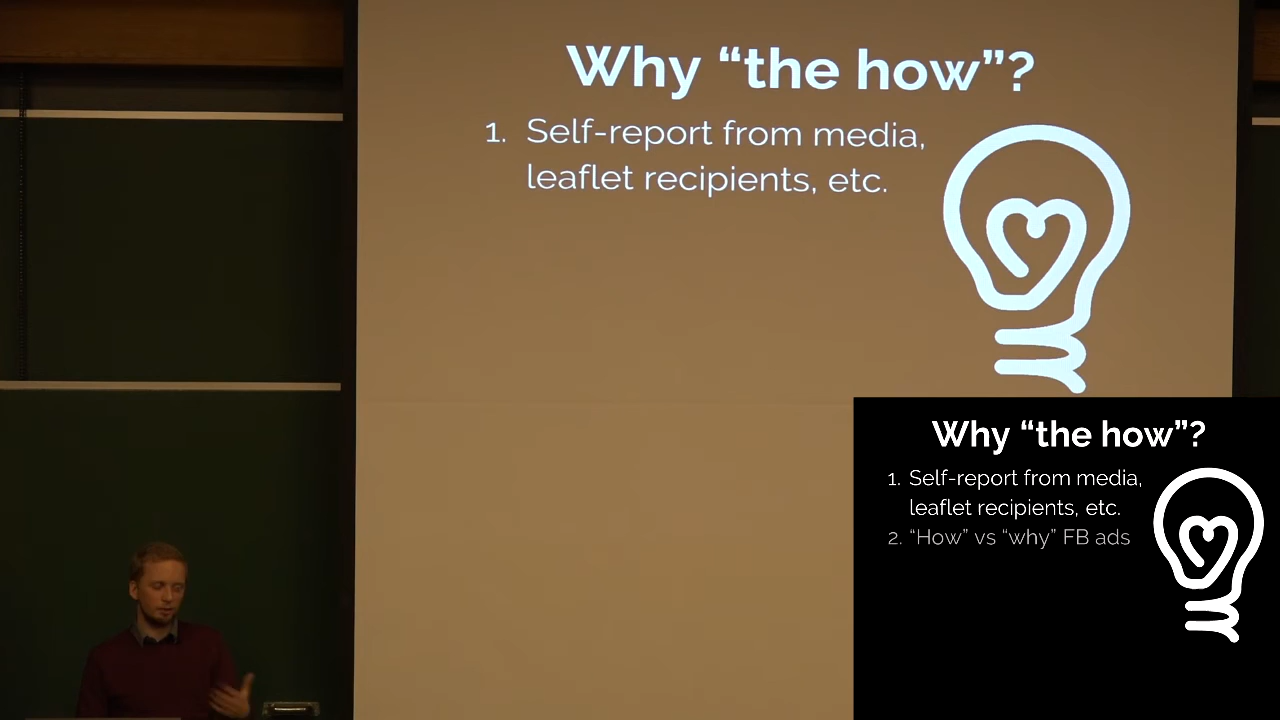 Why “the how”?
1. Self-report from media,
leaflet recipients, etc.
Why “the how”?
1. Self-report from media,
leaflet recipients, etc.
2. “How” vs “why” FB ads